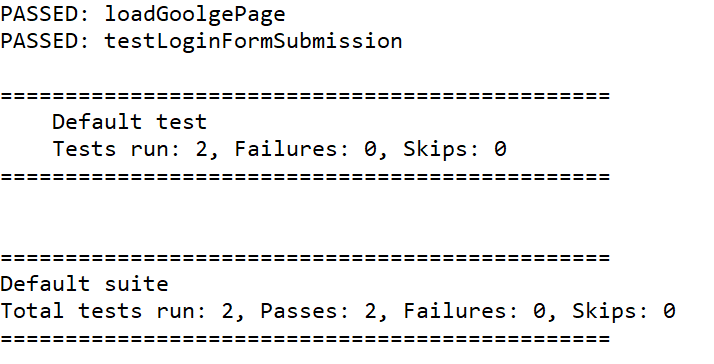 PASSED: loadGoolgePage
PASSED: testLoginFormSubmission
===============================================
Default test
Tests run: 2, Failures: 0, Skips: 0
===============================================
===============================================
Default suite
Total tests run: 2, Passes: 2, Failures: 0, Skips: 0
===============================================